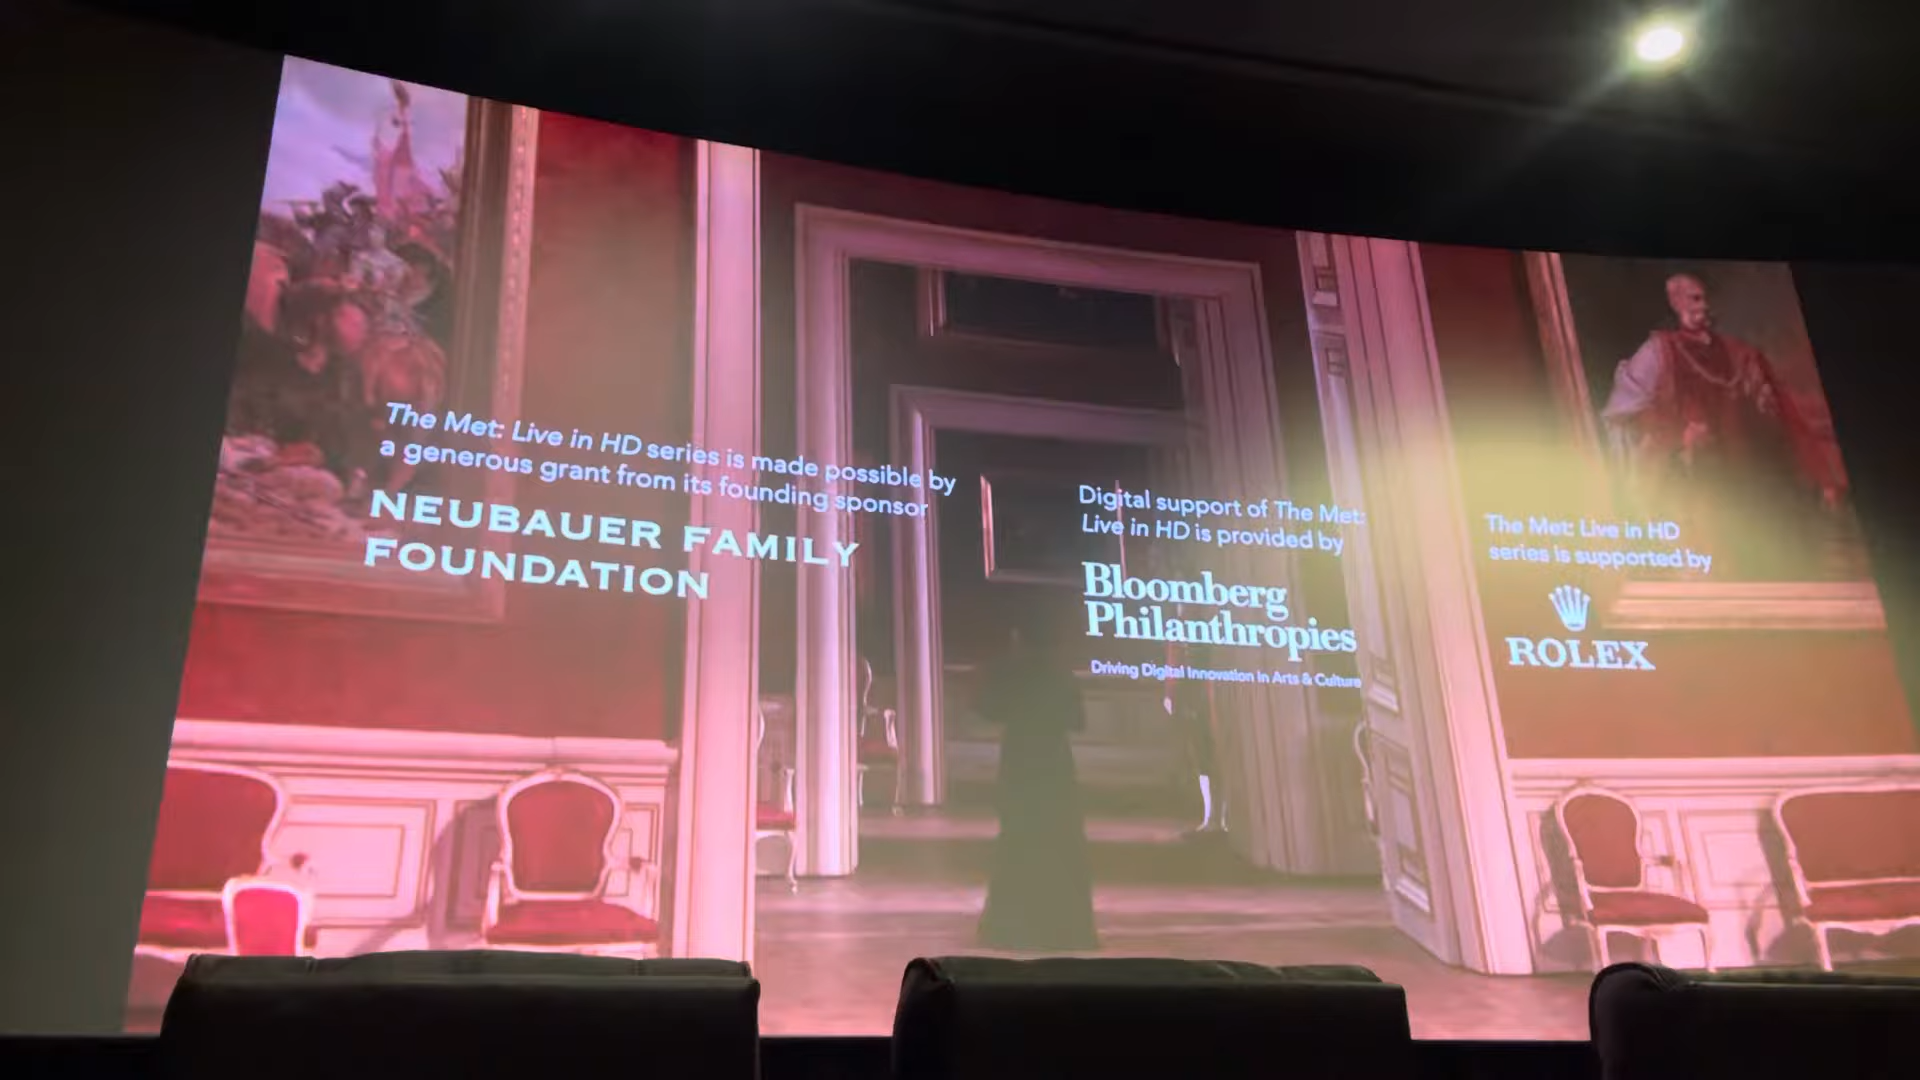 The Met: Live in HD series is made possible by
a generous grant from its founding sponsor
NEUBAUER FAMILY
FOUNDATION
Digital support of The Met:
Live in HD is provided by
Bloomberg
Philanthropies
Driving Digital Innovation in Arts & Culture
The Met: Live in HD
series is supported by
ROLEX